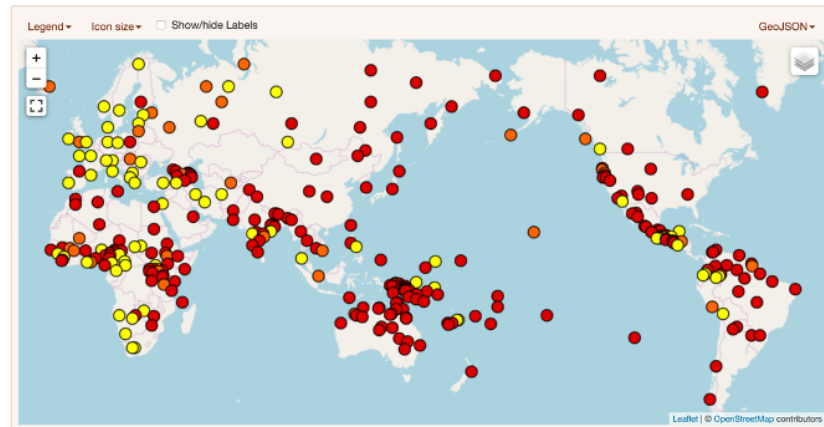 Legend Icon size Show/hide Labels GeoJSON
+
−
Leaflet | © OpenStreetMap contributors